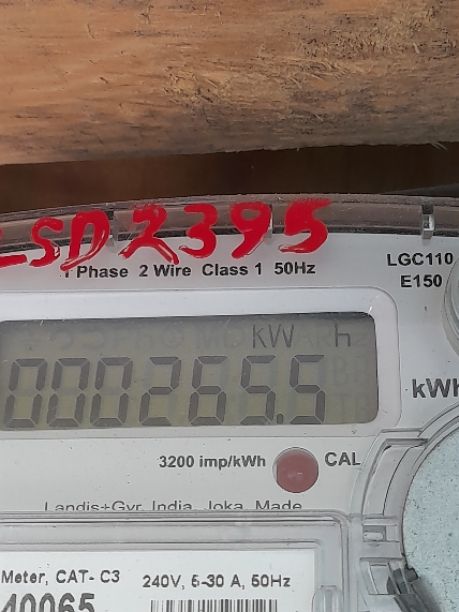 LSD2395
1 Phase 2 Wire Class 1 50Hz
LGC110
E150
kWh
000265.5
kWh
3200 imp/kWh
CAL
Landis+Gyr, India, Joka, Made
Meter, CAT- C3 240V, 5-30 A, 50Hz
40065